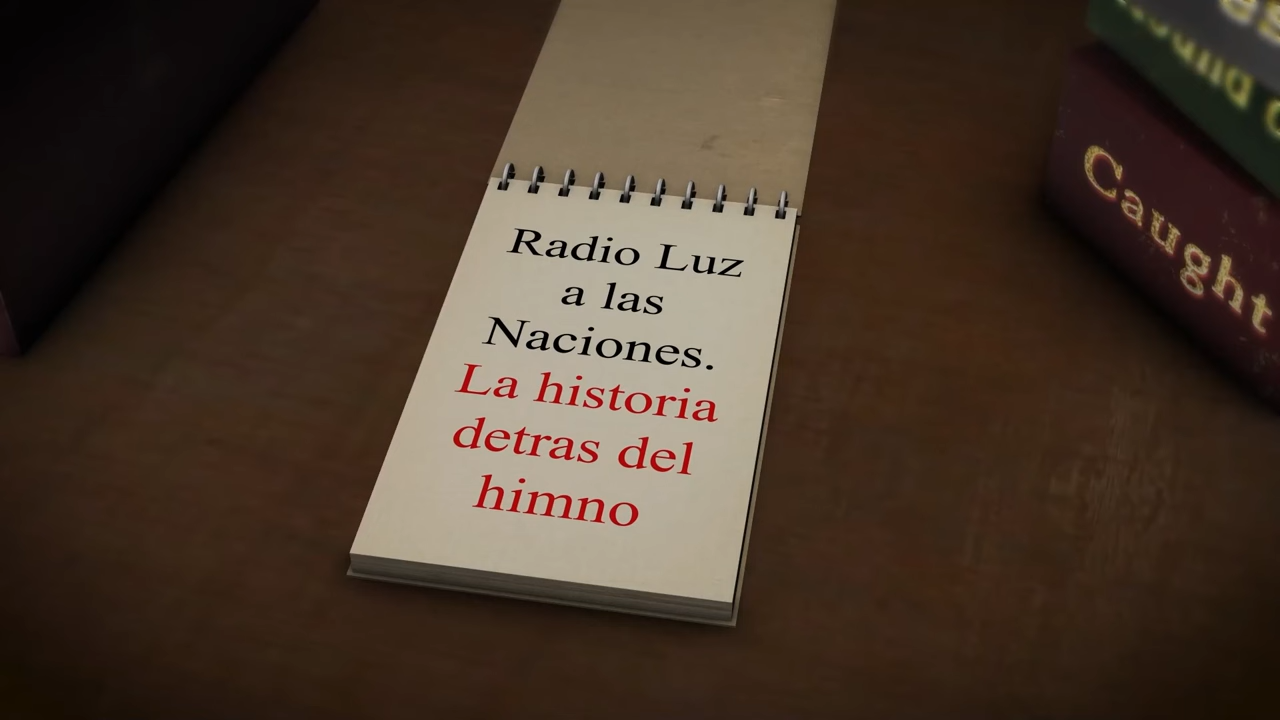 Radio Luz
a las
Naciones.
La historia
detras del
himno
Caught